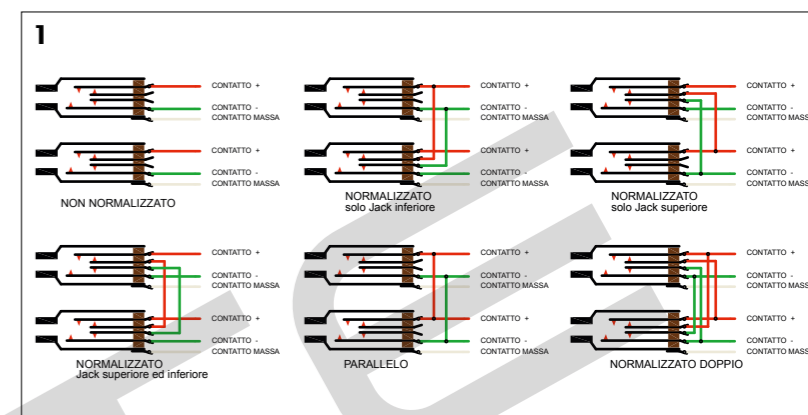 1
CONTATTO +
CONTATTO -
CONTATTO MASSA
CONTATTO +
CONTATTO -
CONTATTO MASSA
NON NORMALIZZATO
CONTATTO +
CONTATTO -
CONTATTO MASSA
CONTATTO +
CONTATTO -
CONTATTO MASSA
NORMALIZZATO
solo Jack inferiore
CONTATTO +
CONTATTO -
CONTATTO MASSA
CONTATTO +
CONTATTO -
CONTATTO MASSA
NORMALIZZATO
solo Jack superiore
CONTATTO +
CONTATTO -
CONTATTO MASSA
CONTATTO +
CONTATTO -
CONTATTO MASSA
NORMALIZZATO
Jack superiore ed inferiore
CONTATTO +
CONTATTO -
CONTATTO MASSA
CONTATTO +
CONTATTO -
CONTATTO MASSA
PARALLELO
CONTATTO +
CONTATTO -
CONTATTO MASSA
CONTATTO +
CONTATTO -
CONTATTO MASSA
NORMALIZZATO DOPPIO